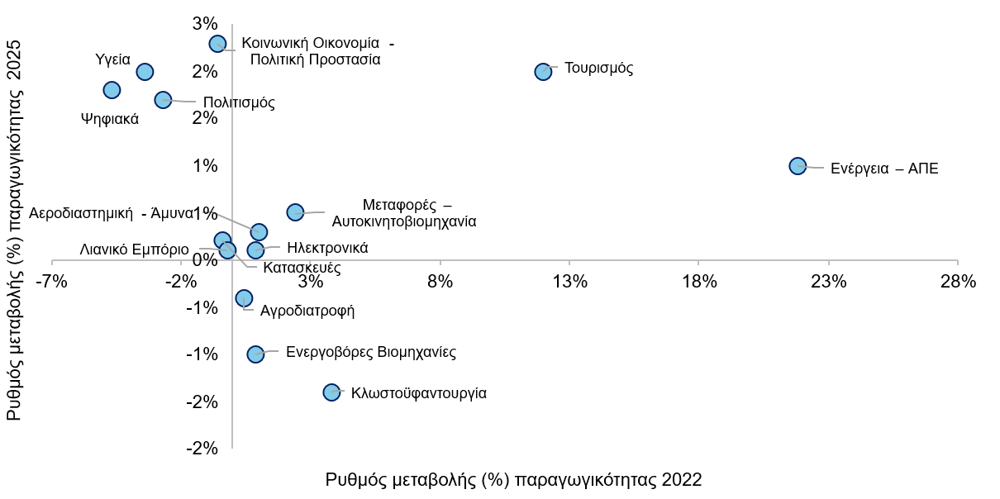 3%
Κοινωνική Οικονομία -
Πολιτική Προστασία
Υγεία
2%
Τουρισμός
Πολιτισμός
Ψηφιακά
2%
1%
Ενέργεια – ΑΠΕ
Μεταφορές –
Αυτοκινητοβιομηχανία
Αεροδιαστημική - Άμυνα
1%
Λιανικό Εμπόριο
Ηλεκτρονικά
0%
Κατασκευές
-7%
-2%
3%
8%
13%
18%
23%
28%
-1%
Αγροδιατροφή
-1%
Ενεργοβόρες Βιομηχανίες
Κλωστοϋφαντουργία
-2%
-2%
Ρυθμός μεταβολής (%) παραγωγικότητας 2025
Ρυθμός μεταβολής (%) παραγωγικότητας 2022